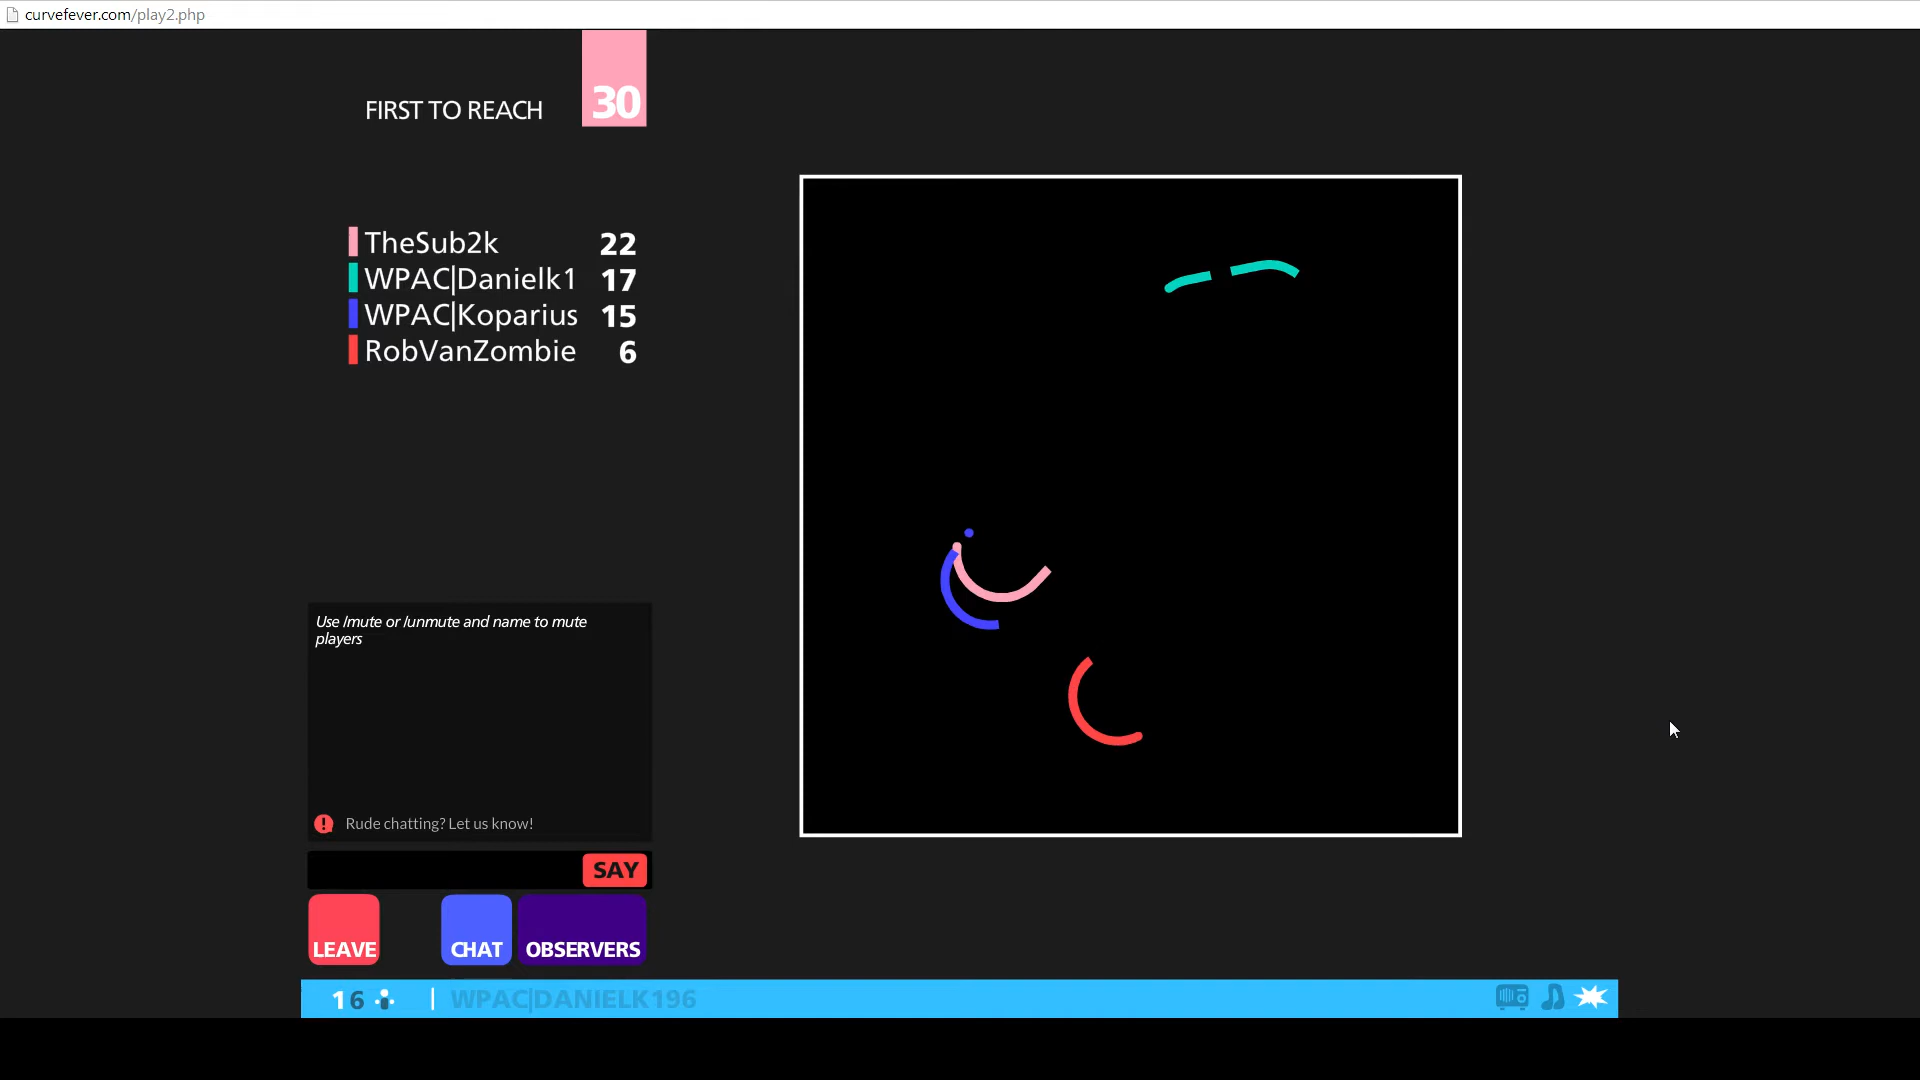 curvefever.com/play2.php
FIRST TO REACH 30
TheSub2k 22
WPAC|Danielk1 17
WPAC|Koparius 15
RobVanZombie 6
Use /mute or /unmute and name to mute
players
Rude chatting? Let us know!
SAY
LEAVE CHAT OBSERVERS
16 WPAC|DANIELK196